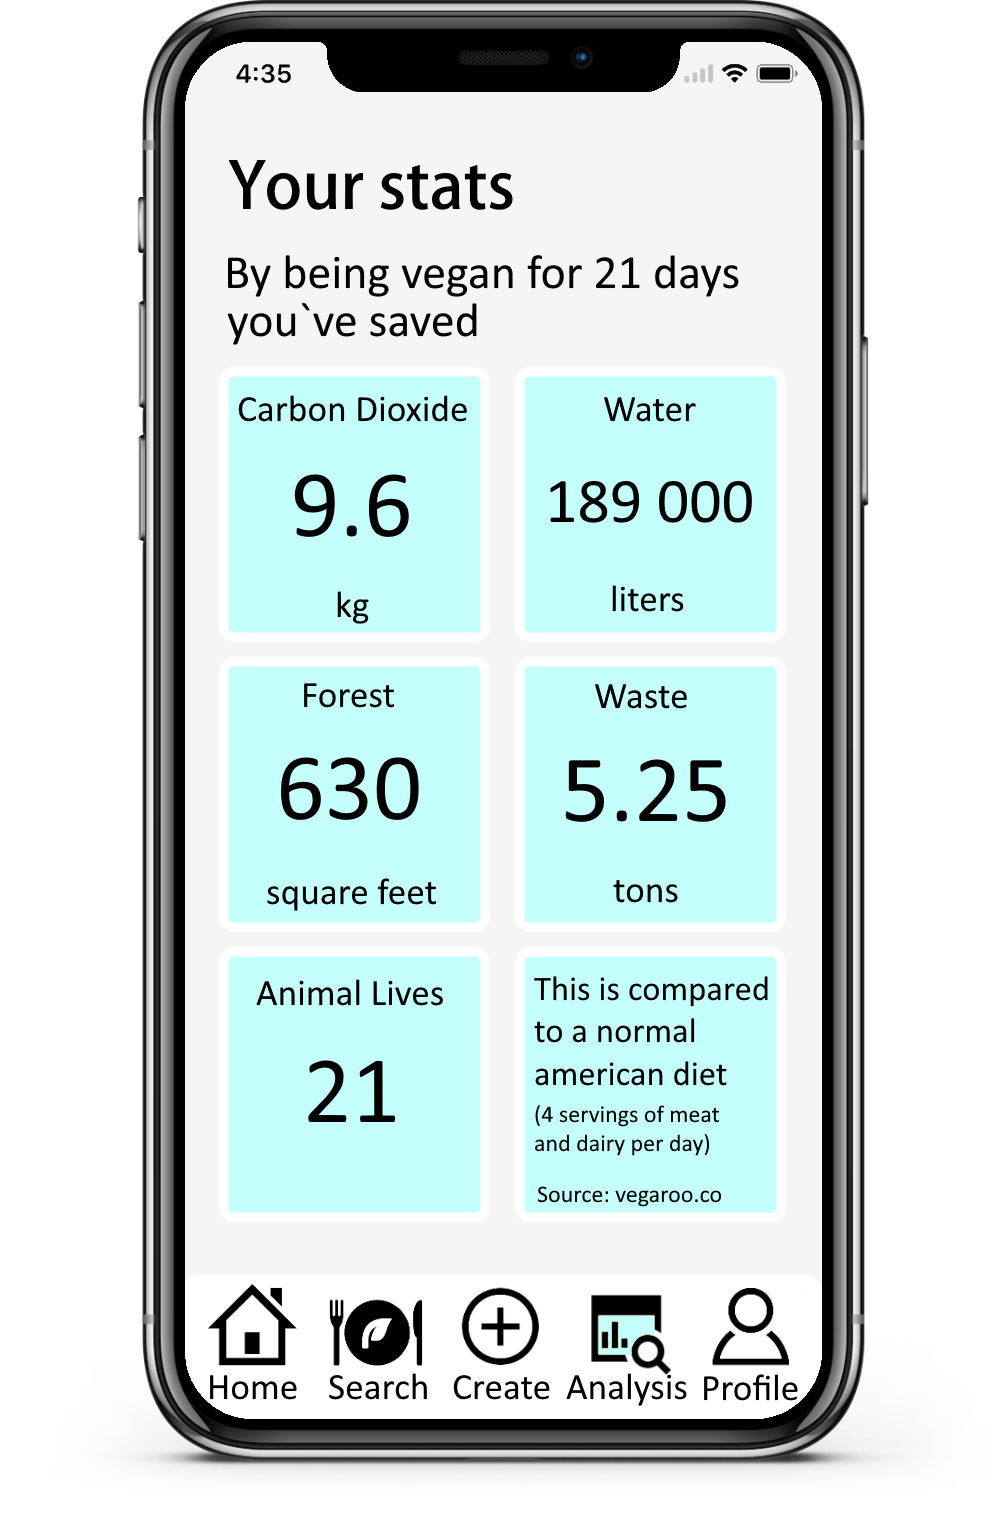 4:35
Your stats
By being vegan for 21 days
you`ve saved
Carbon Dioxide
9.6
kg
Water
189 000
liters
Forest
630
square feet
Waste
5.25
tons
Animal Lives
21
This is compared
to a normal
american diet
(4 servings of meat
and dairy per day)
Source: vegaroo.co
Home
Search
Create
Analysis
Profile